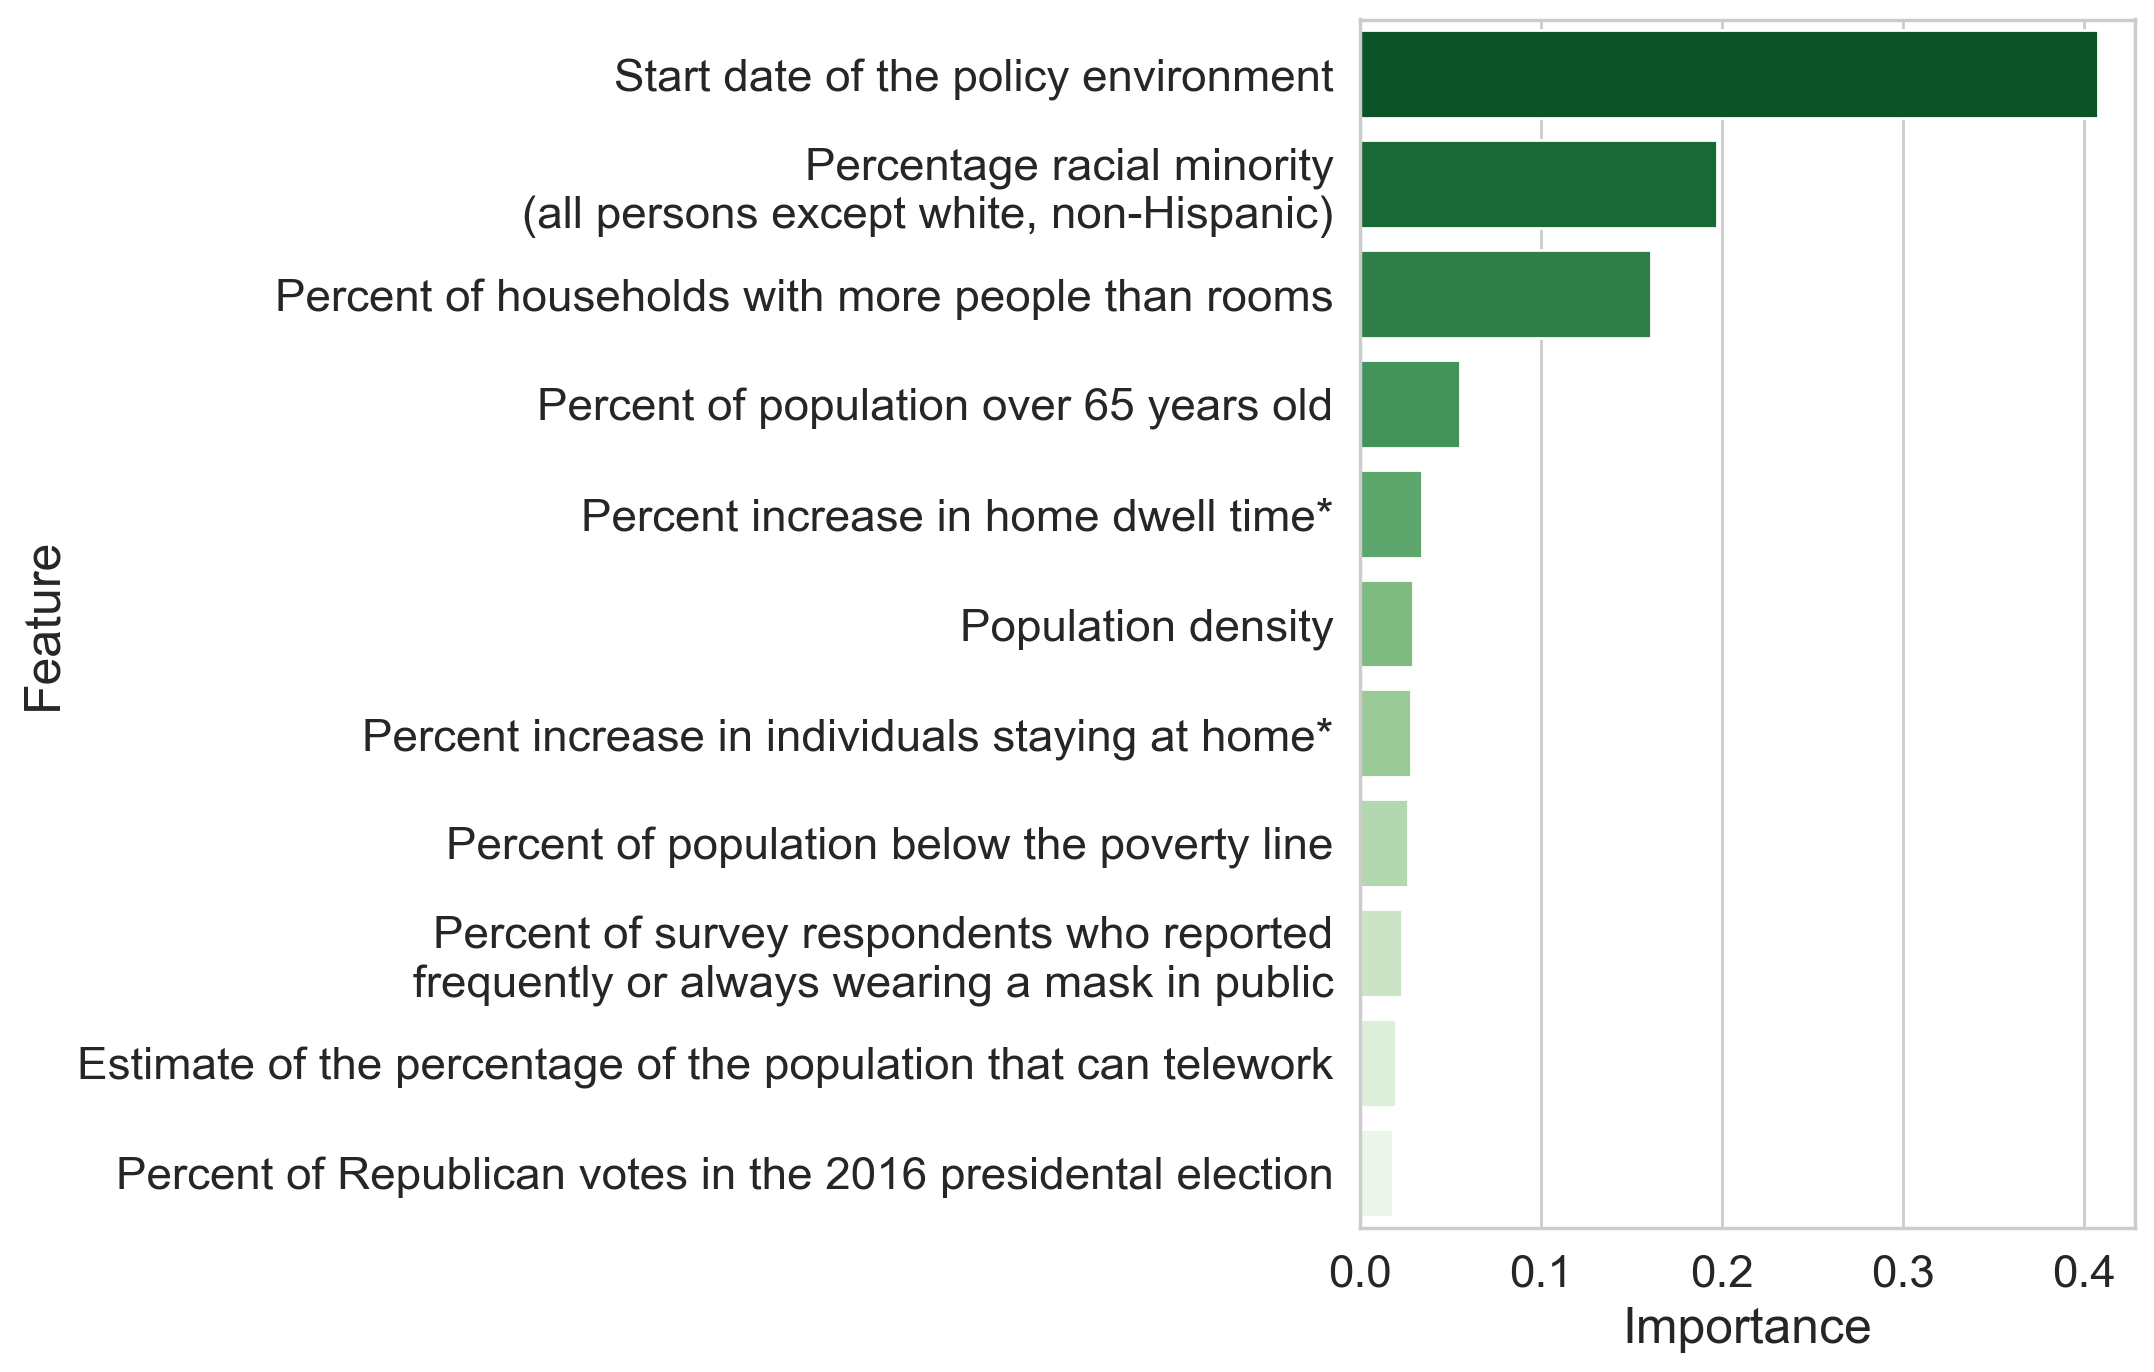 Start date of the policy environment
Percentage racial minority
(all persons except white, non-Hispanic)
Percent of households with more people than rooms
Percent of population over 65 years old
Percent increase in home dwell time*
Population density
Percent increase in individuals staying at home*
Percent of population below the poverty line
Percent of survey respondents who reported
frequently or always wearing a mask in public
Estimate of the percentage of the population that can telework
Percent of Republican votes in the 2016 presidental election
Feature
0.0 0.1 0.2 0.3 0.4
Importance